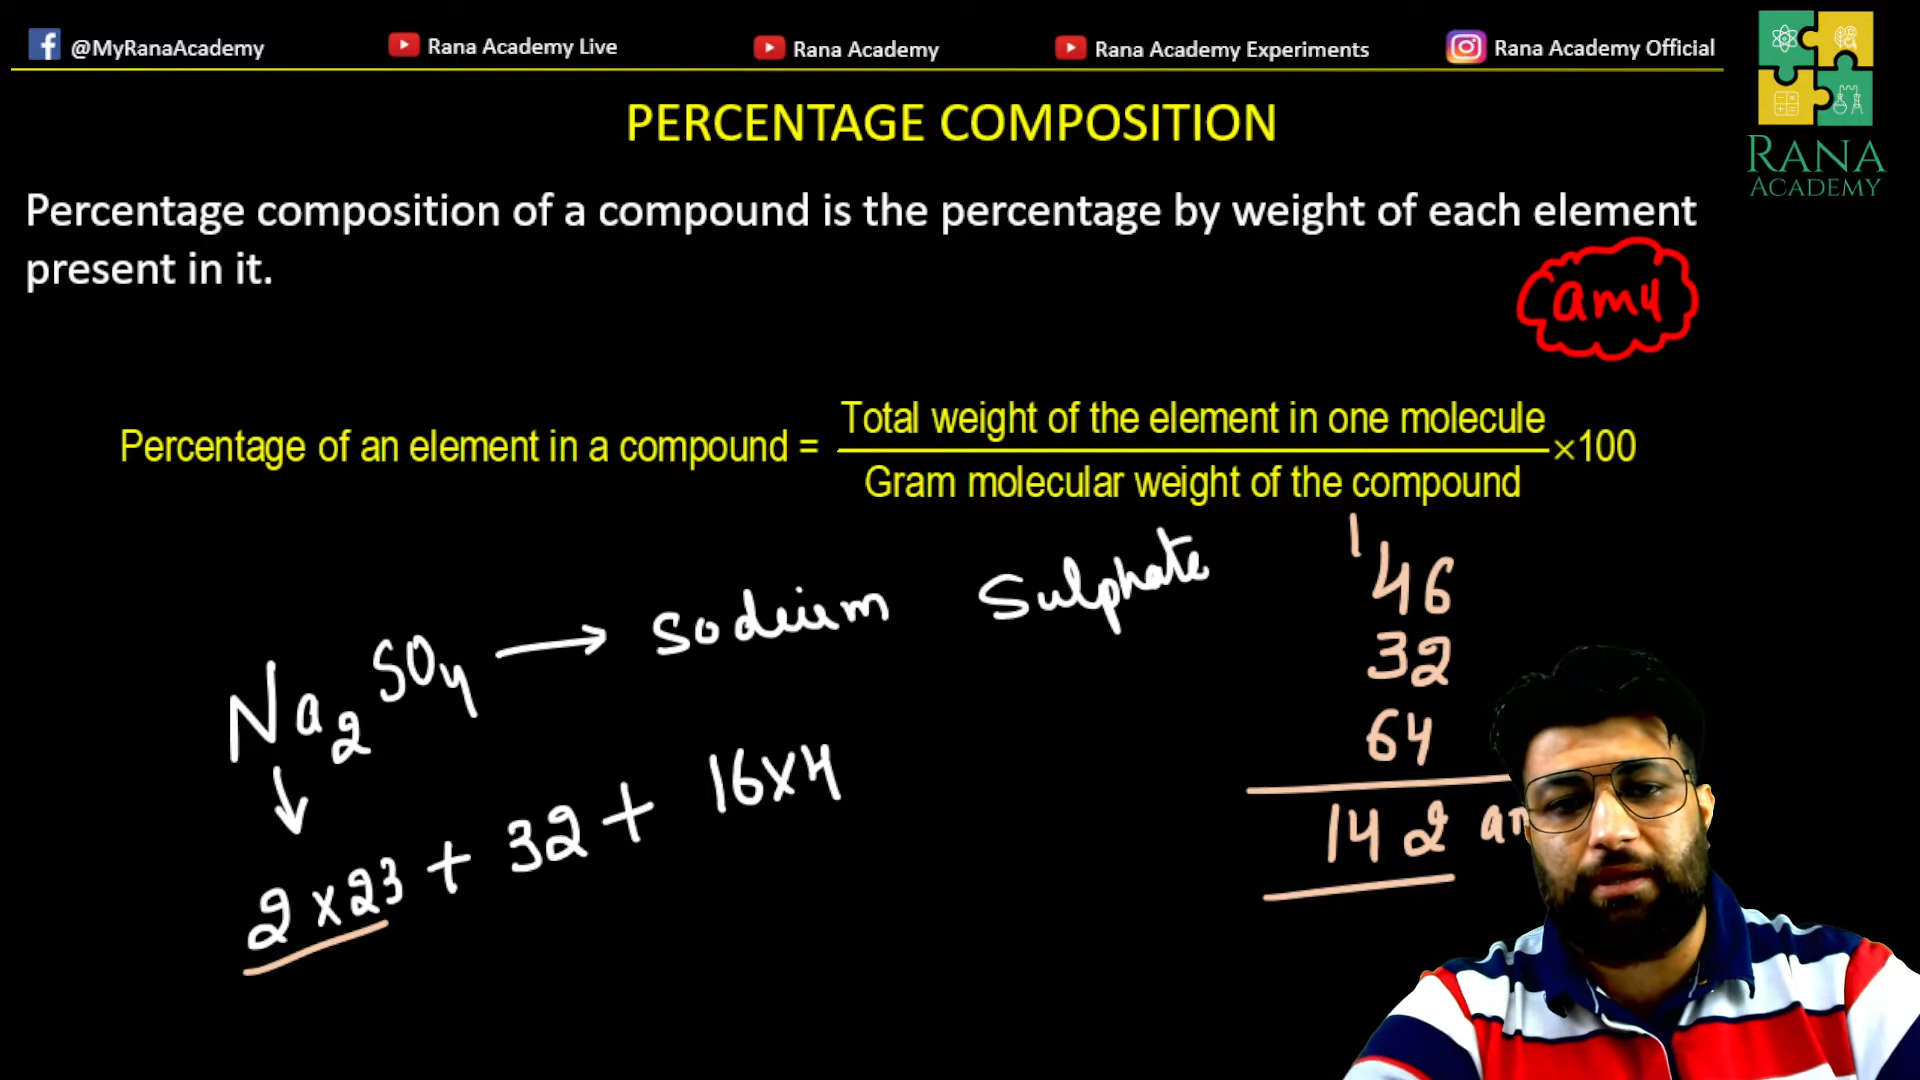 @MyRanaAcademy Rana Academy Live Rana Academy Rana Academy Experiments Rana Academy Official
RANA
ACADEMY
PERCENTAGE COMPOSITION
Percentage composition of a compound is the percentage by weight of each element
present in it.
amu
Percentage of an element in a compound = Total weight of the element in one molecule
Gram molecular weight of the compound ×100
Na₂SO₄ → Sodium Sulphate
2×23 + 32 + 16×4
1
46
32
64
142